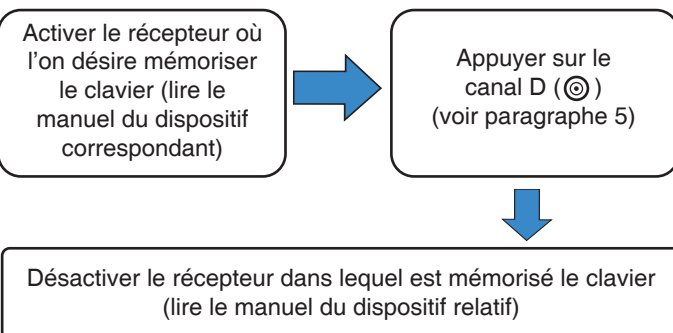 Activer le récepteur où
l'on désire mémoriser
le clavier (lire le
manuel du dispositif
correspondant)
Appuyer sur le
canal D (◎)
(voir paragraphe 5)
Désactiver le récepteur dans lequel est mémorisé le clavier
(lire le manuel du dispositif relatif)